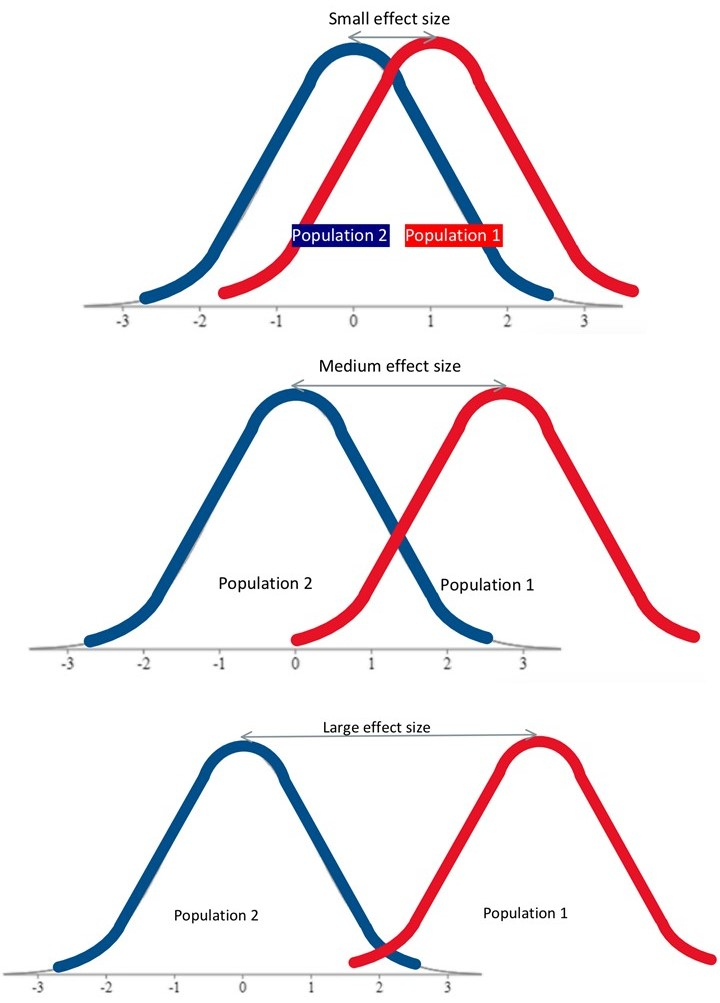 Small effect size
Population 2 Population 1
-3 -2 -1 0 1 2 3
Medium effect size
Population 2 Population 1
-3 -2 -1 0 1 2 3
Large effect size
Population 2 Population 1
-3 -2 -1 0 1 2 3